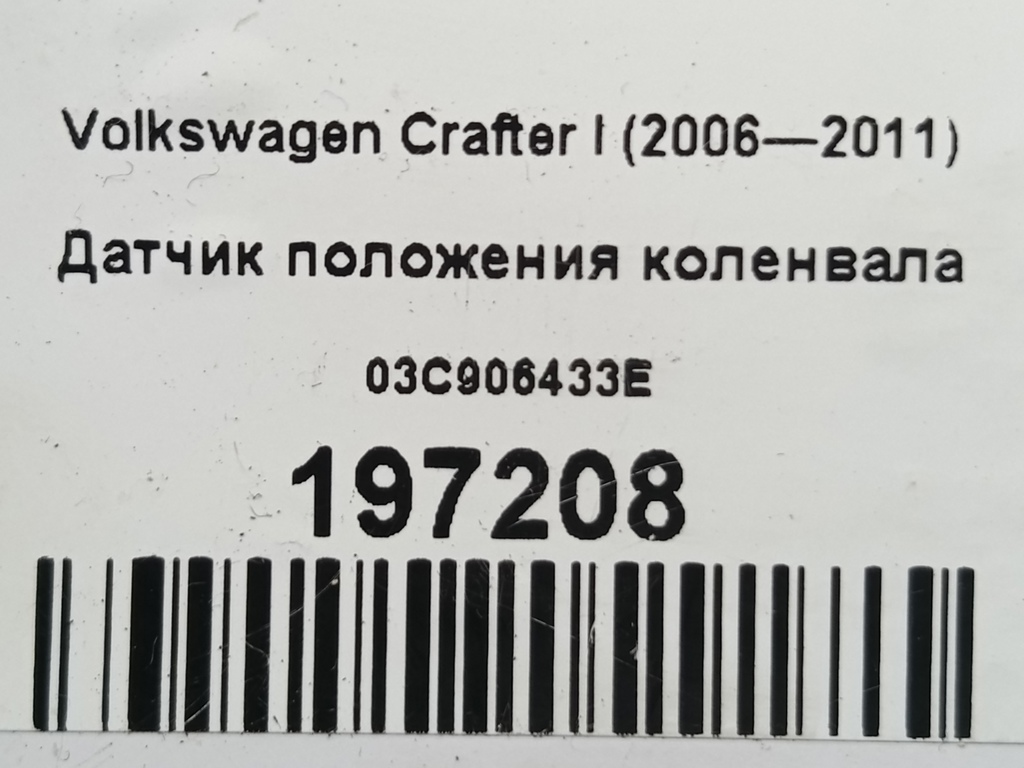 Volkswagen Crafter I (2006—2011)
Датчик положения коленвала
03C906433E
197208